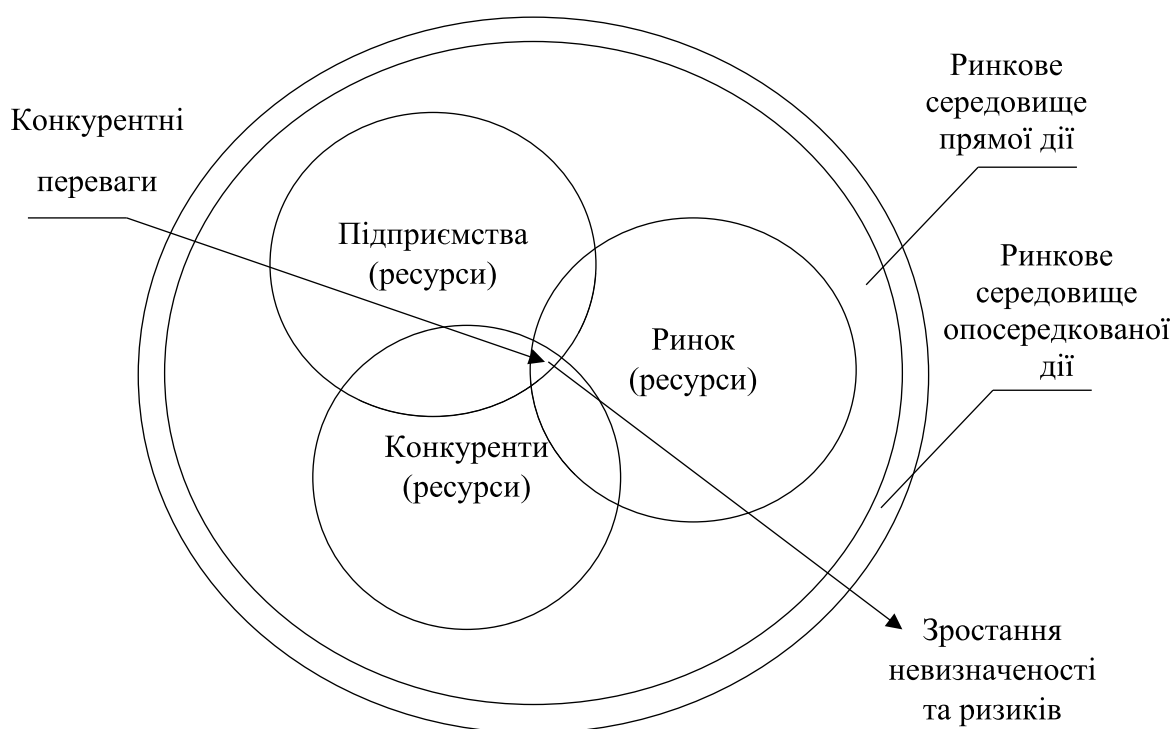 Конкурентні
переваги
Підприємства
(ресурси)
Ринок
(ресурси)
Конкуренти
(ресурси)
Ринкове
середовище
прямої дії
Ринкове
середовище
опосередкованої
дії
Зростання
невизначеності
та ризиків